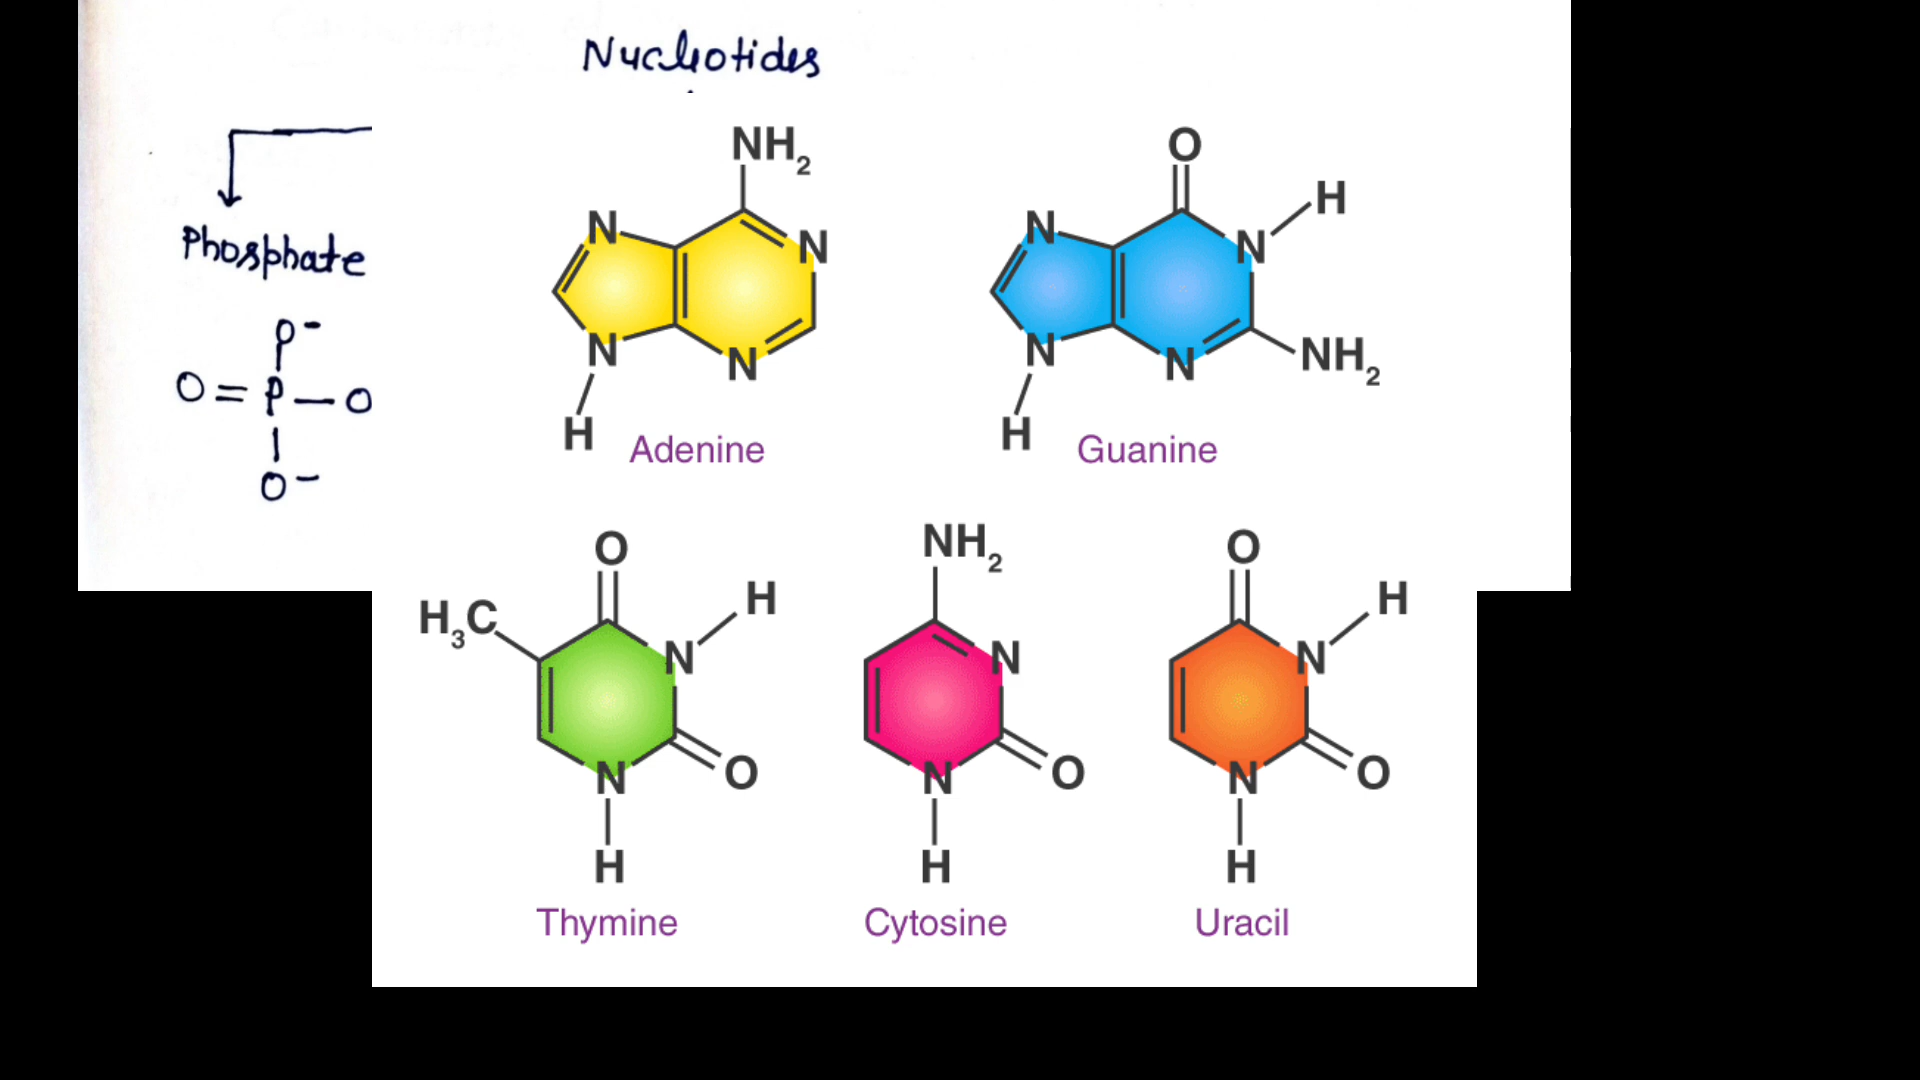 Nucleotides
Phosphate
P⁻
O=P—O
O⁻
NH₂
N
N
N
N
H
Adenine
O
H
N
N
N
N
NH₂
H
Guanine
O
H
H₃C
N
O
N
H
Thymine
NH₂
N
O
N
H
Cytosine
O
H
N
O
N
H
Uracil